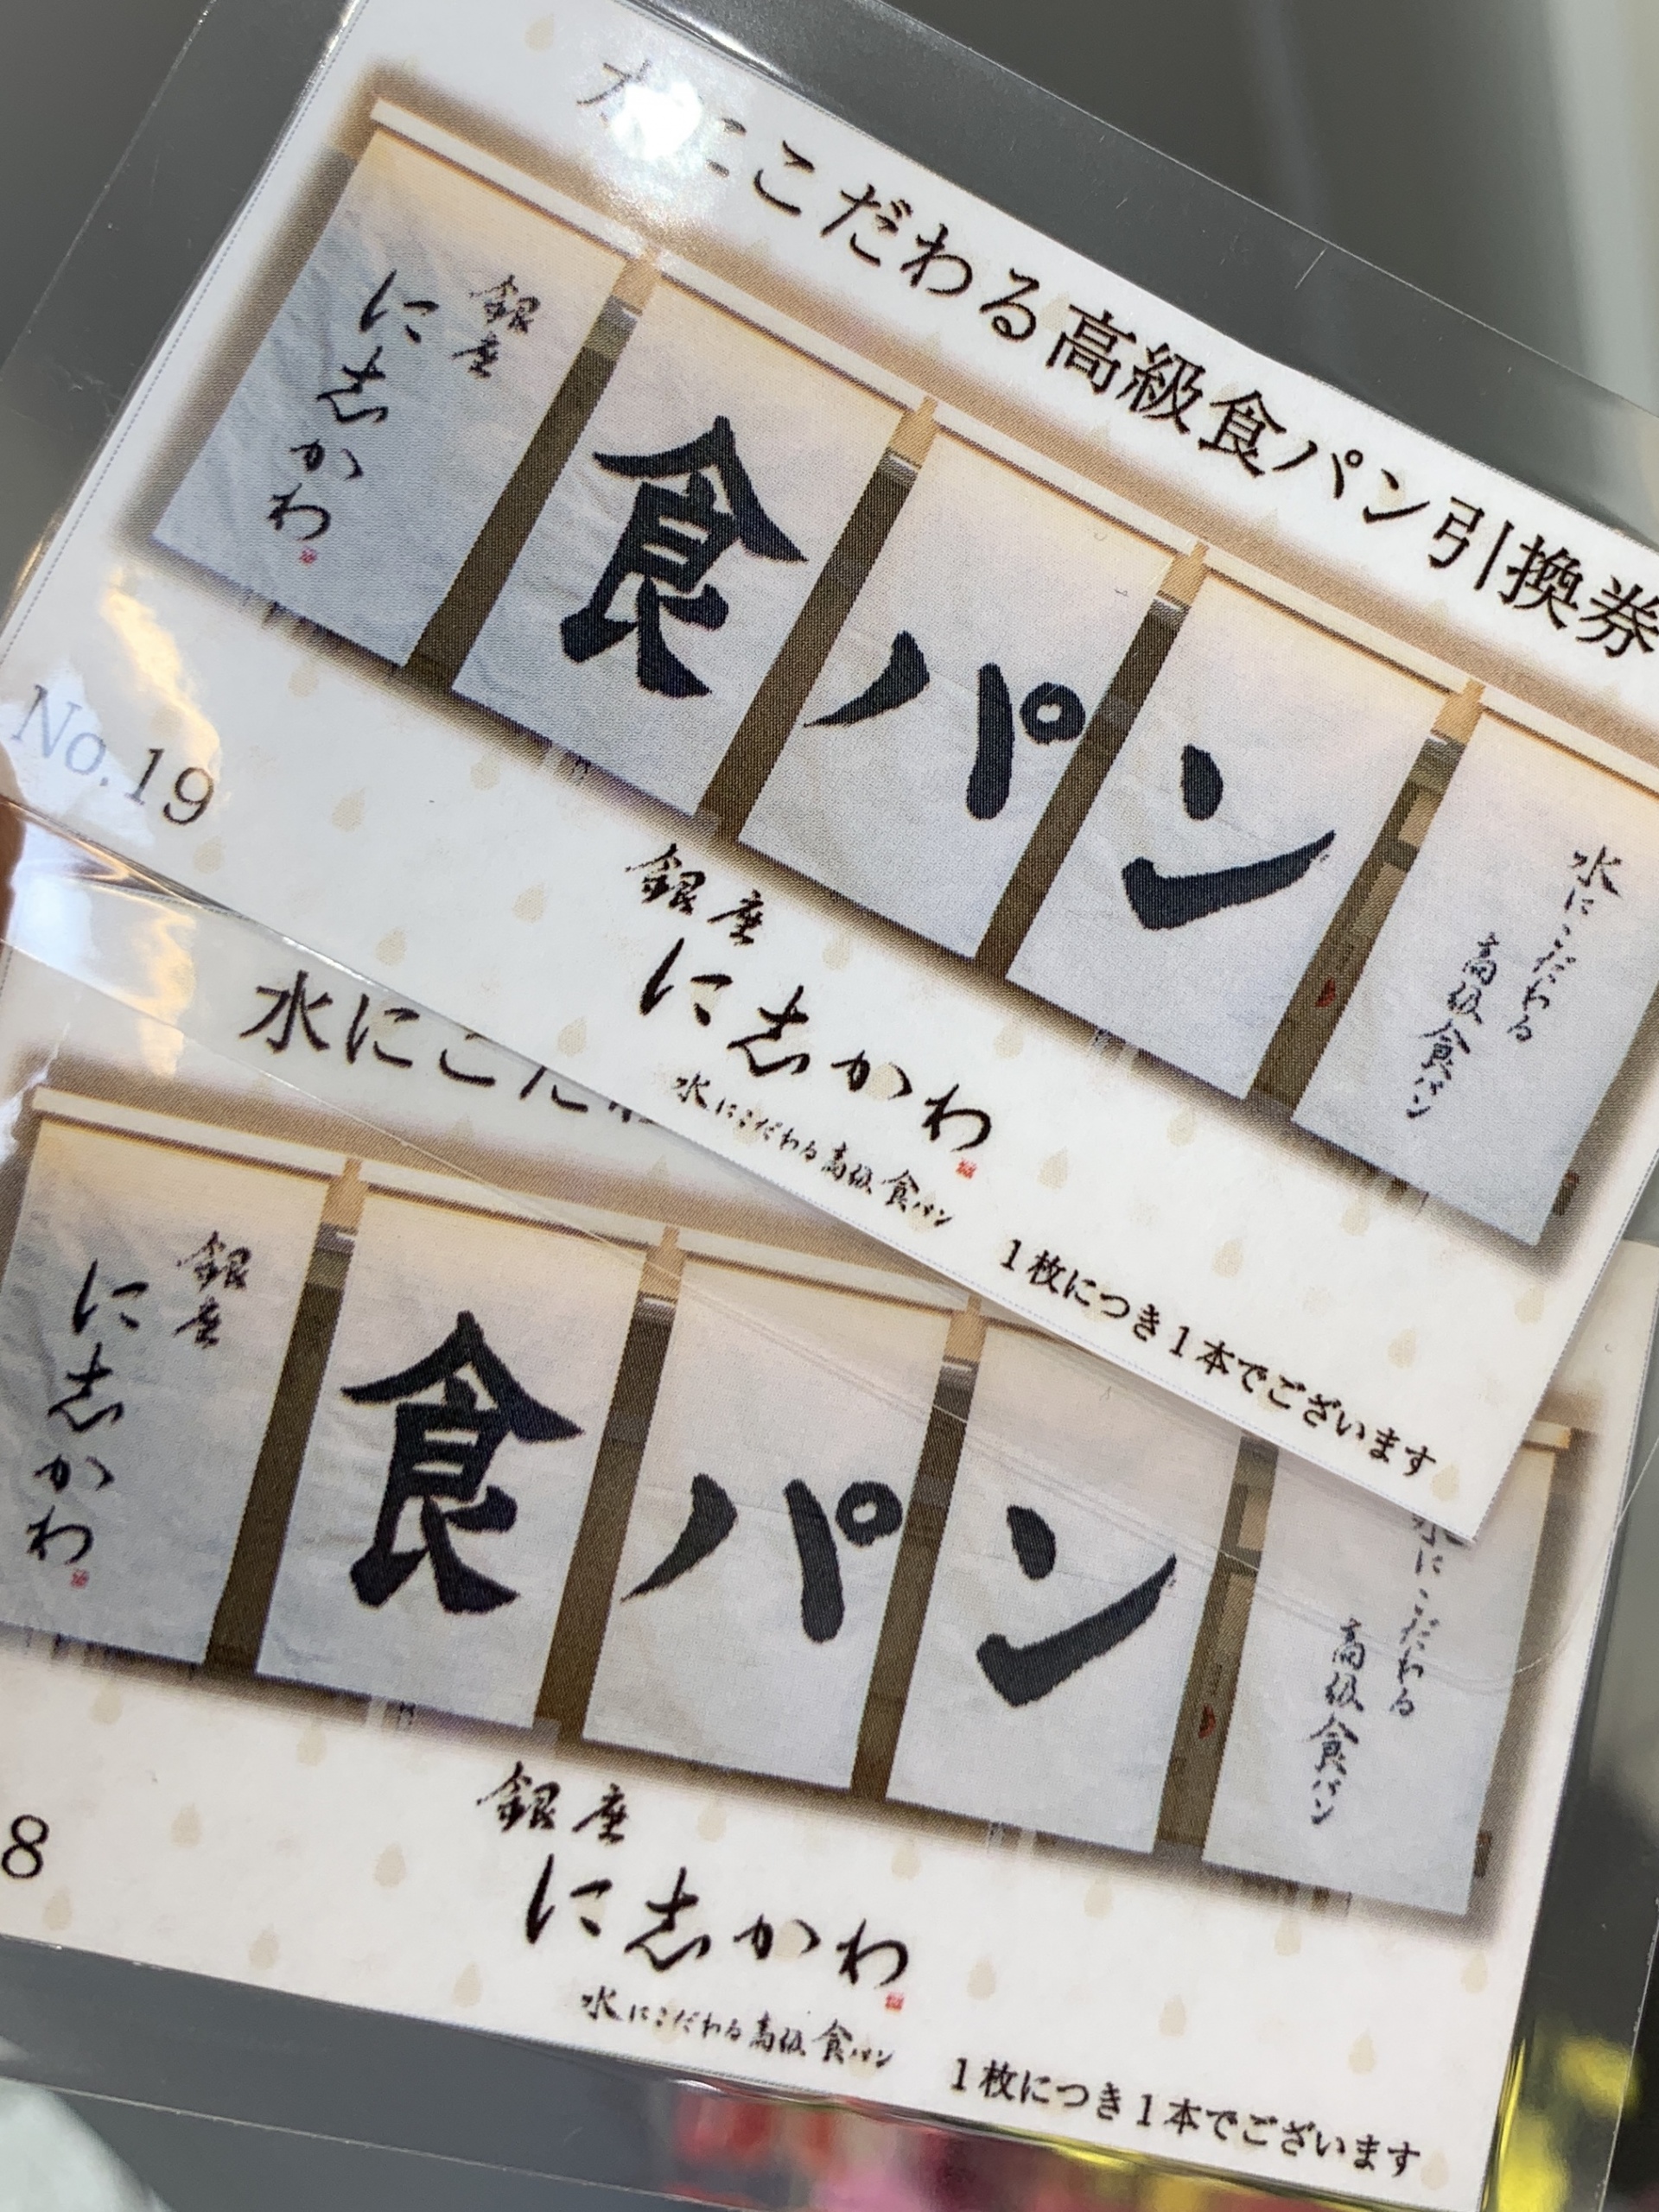 水にこだわる高級食パン引換券
銀座
にしかわ
食パン
水にこだわる
高級食パン
No.19
銀座
に志かわ
水にこだわる高級食パン
1枚につき1本でございます
水にこだわ
銀座
に志かわ
食パン
水にこだわる
高級食パン
8
銀座
に志かわ
水にこだわる高級食パン
1枚につき1本でございます